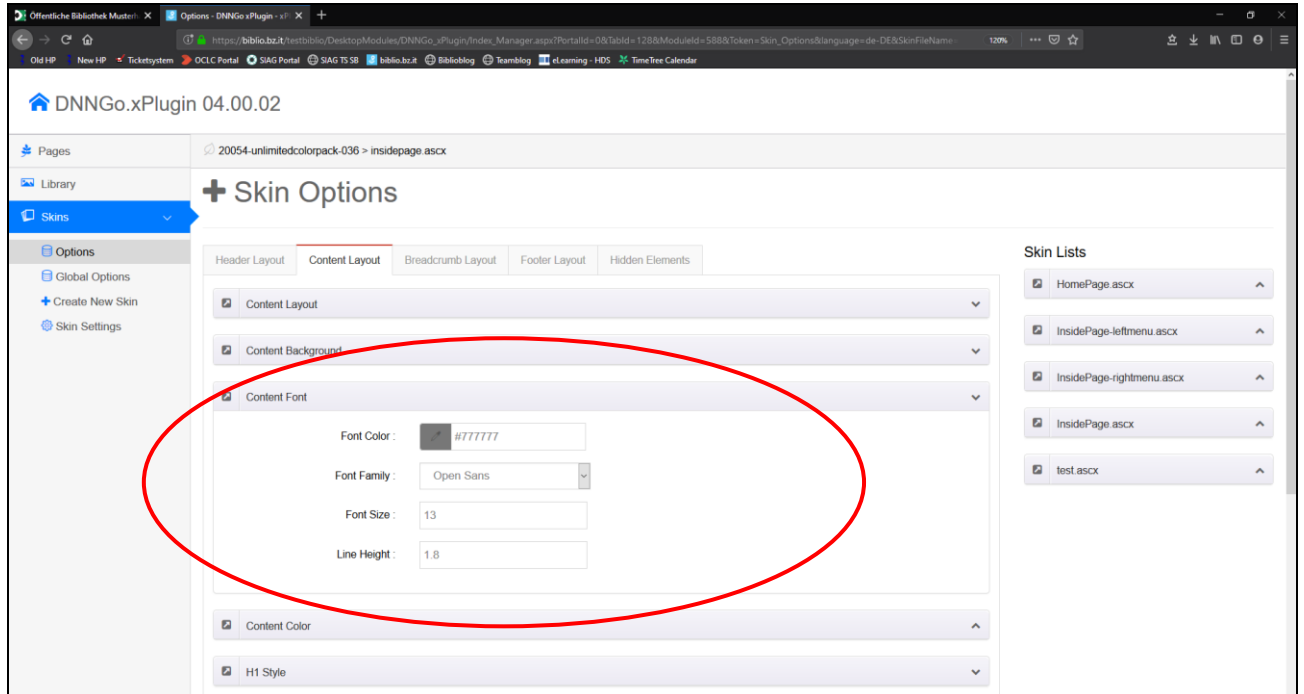 Öffentliche Bibliothek Musterh
Options - DNNGo xPlugin - xPl
https://biblio.bz.it/testbiblio/DesktopModules/DNNGo_xPlugin/Index_Manager.aspx?PortalId=0&TabId=128&ModuleId=588&Token=Skin_Options&language=de-DE&SkinFileName=
120%
Old HP New HP Ticketsystem OCLC Portal SIAG Portal SIAG TS SB biblio.bz.it Biblioblog Teamblog eLearning - HDS TimeTree Calendar
DNNGo.xPlugin 04.00.02
Pages
20054-unlimitedcolorpack-036 > insidepage.ascx
Library
Skin Options
Skins
Options
Global Options
Create New Skin
Skin Settings
Header Layout Content Layout Breadcrumb Layout Footer Layout Hidden Elements
Content Layout
Content Background
Content Font
Font Color : #777777
Font Family : Open Sans
Font Size : 13
Line Height : 1.8
Content Color
H1 Style
Skin Lists
HomePage.ascx
InsidePage-leftmenu.ascx
InsidePage-rightmenu.ascx
InsidePage.ascx
test.ascx